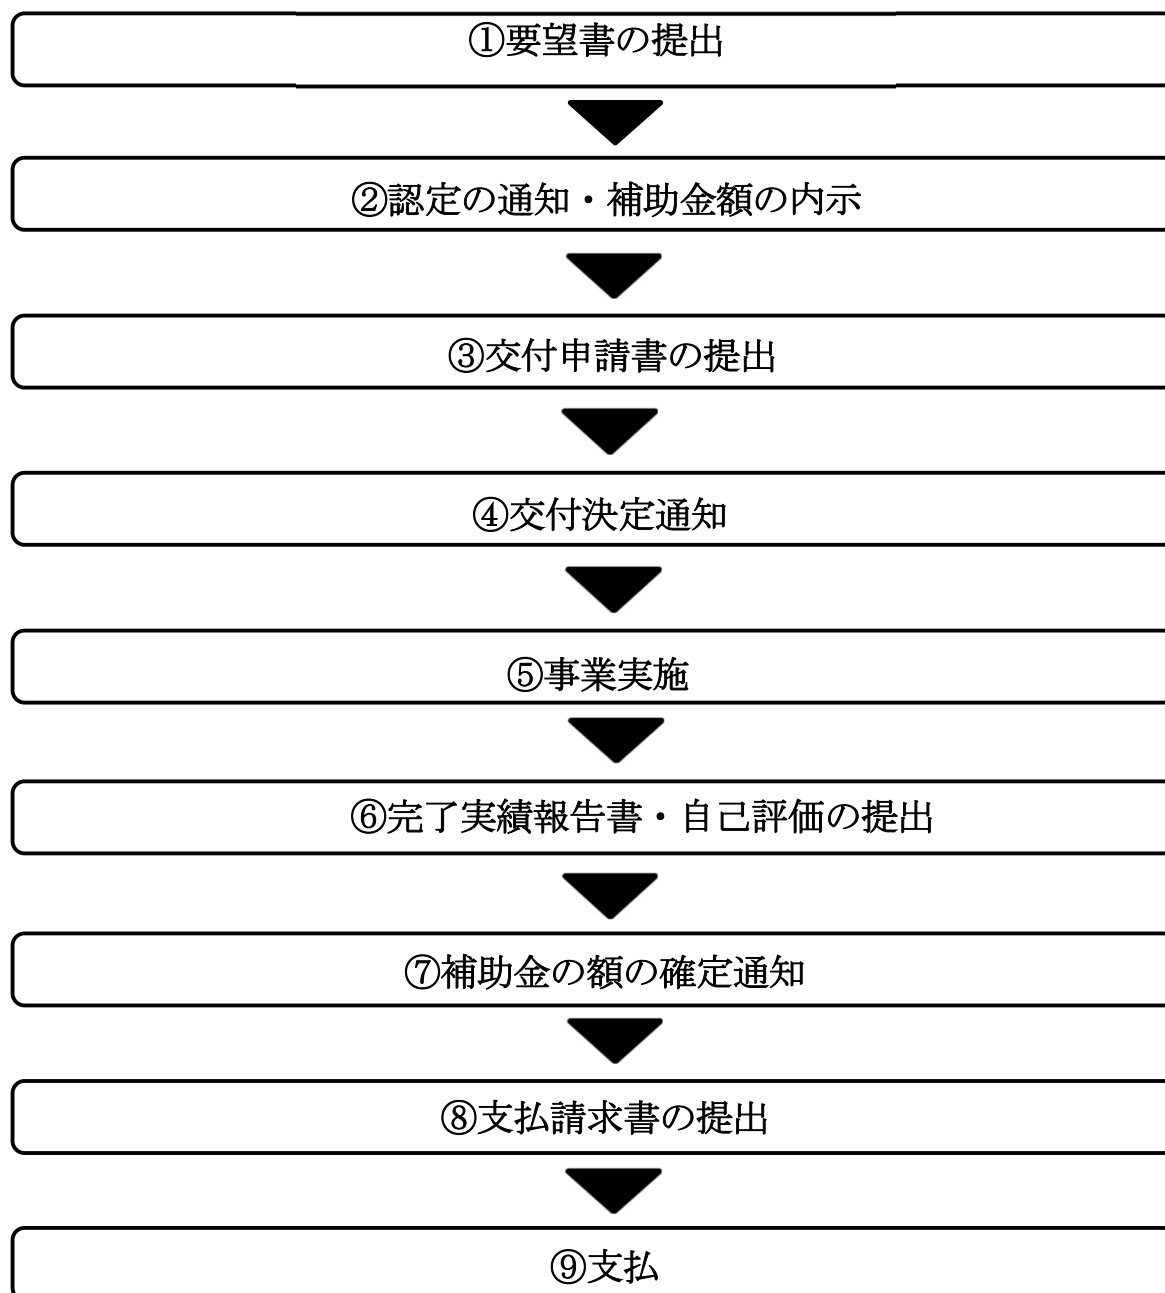 ①要望書の提出
②認定の通知・補助金額の内示
③交付申請書の提出
④交付決定通知
⑤事業実施
⑥完了実績報告書・自己評価の提出
⑦補助金の額の確定通知
⑧支払請求書の提出
⑨支払